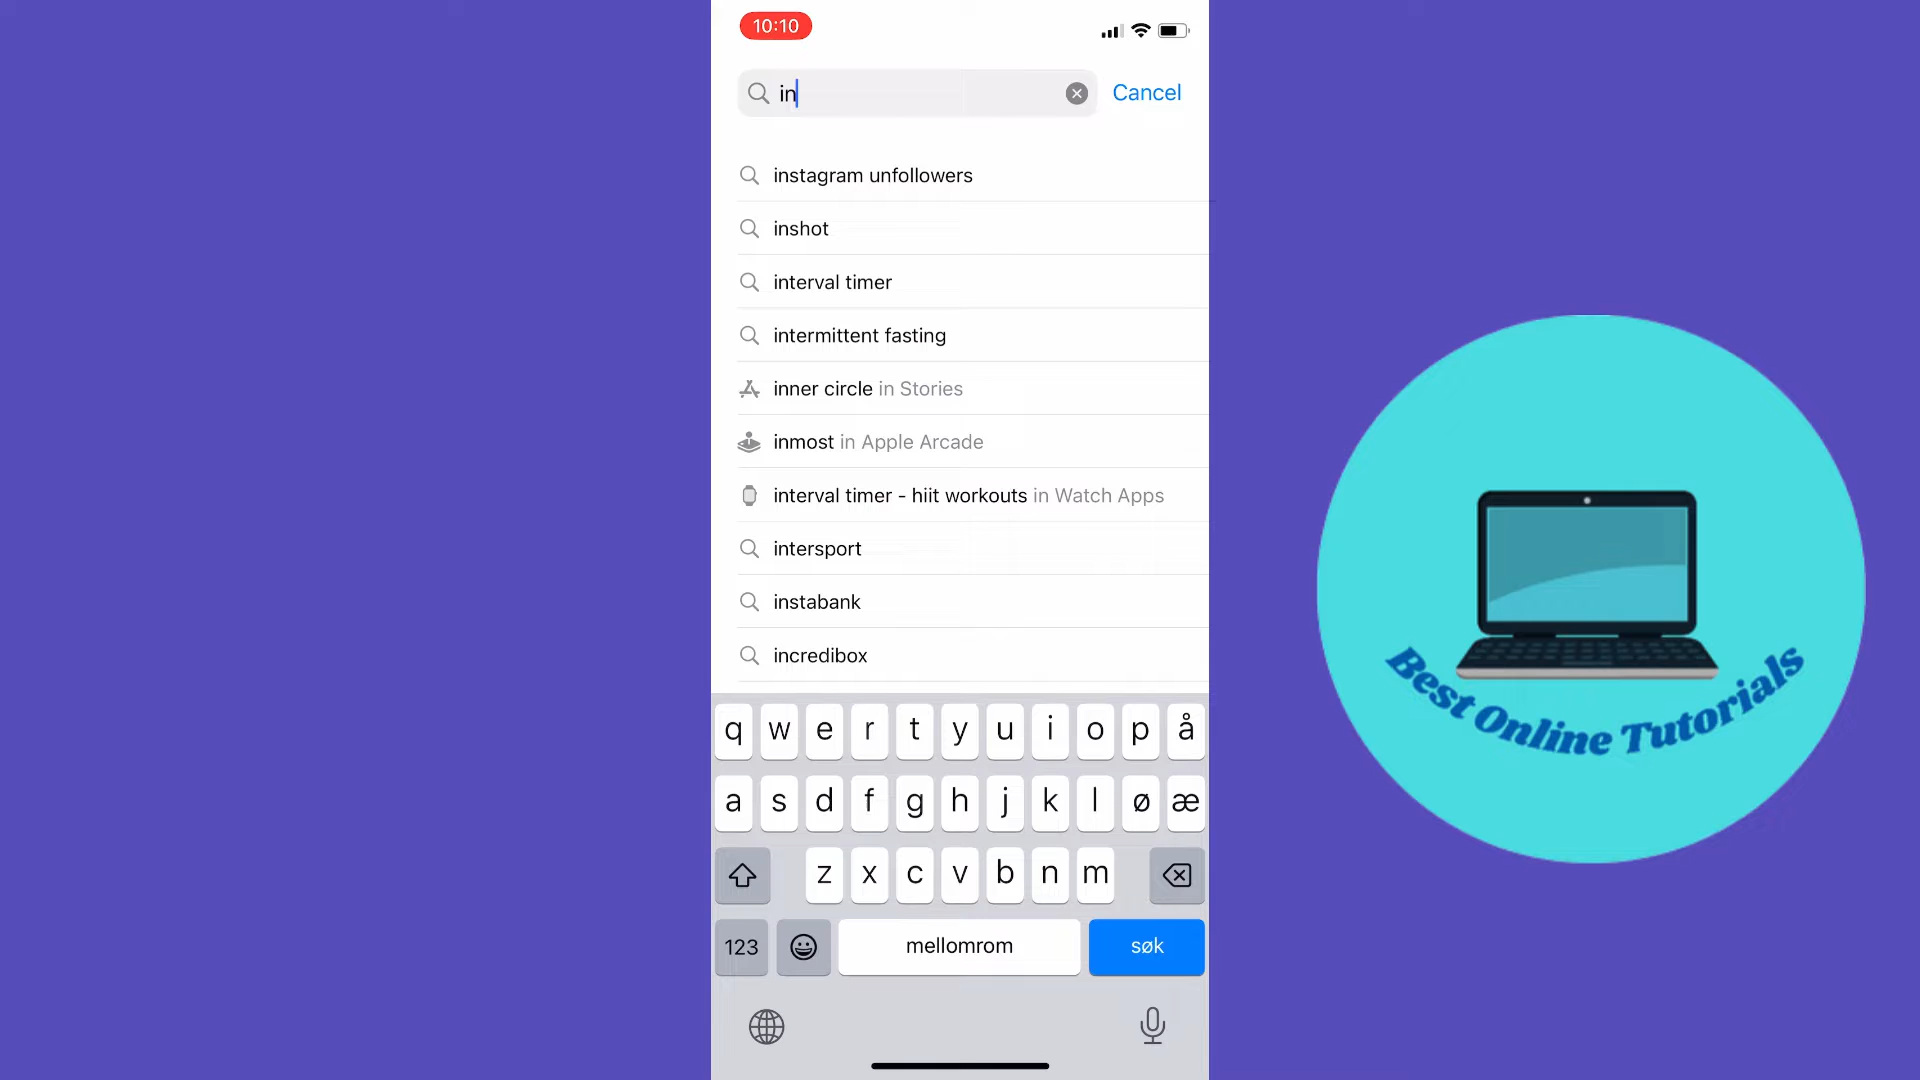 10:10
in
Cancel
instagram unfollowers
inshot
interval timer
intermittent fasting
inner circle in Stories
inmost in Apple Arcade
interval timer - hiit workouts in Watch Apps
intersport
instabank
incredibox
q w e r t y u i o p å
a s d f g h j k l ø æ
z x c v b n m
123 mellomrom søk
Best Online Tutorials